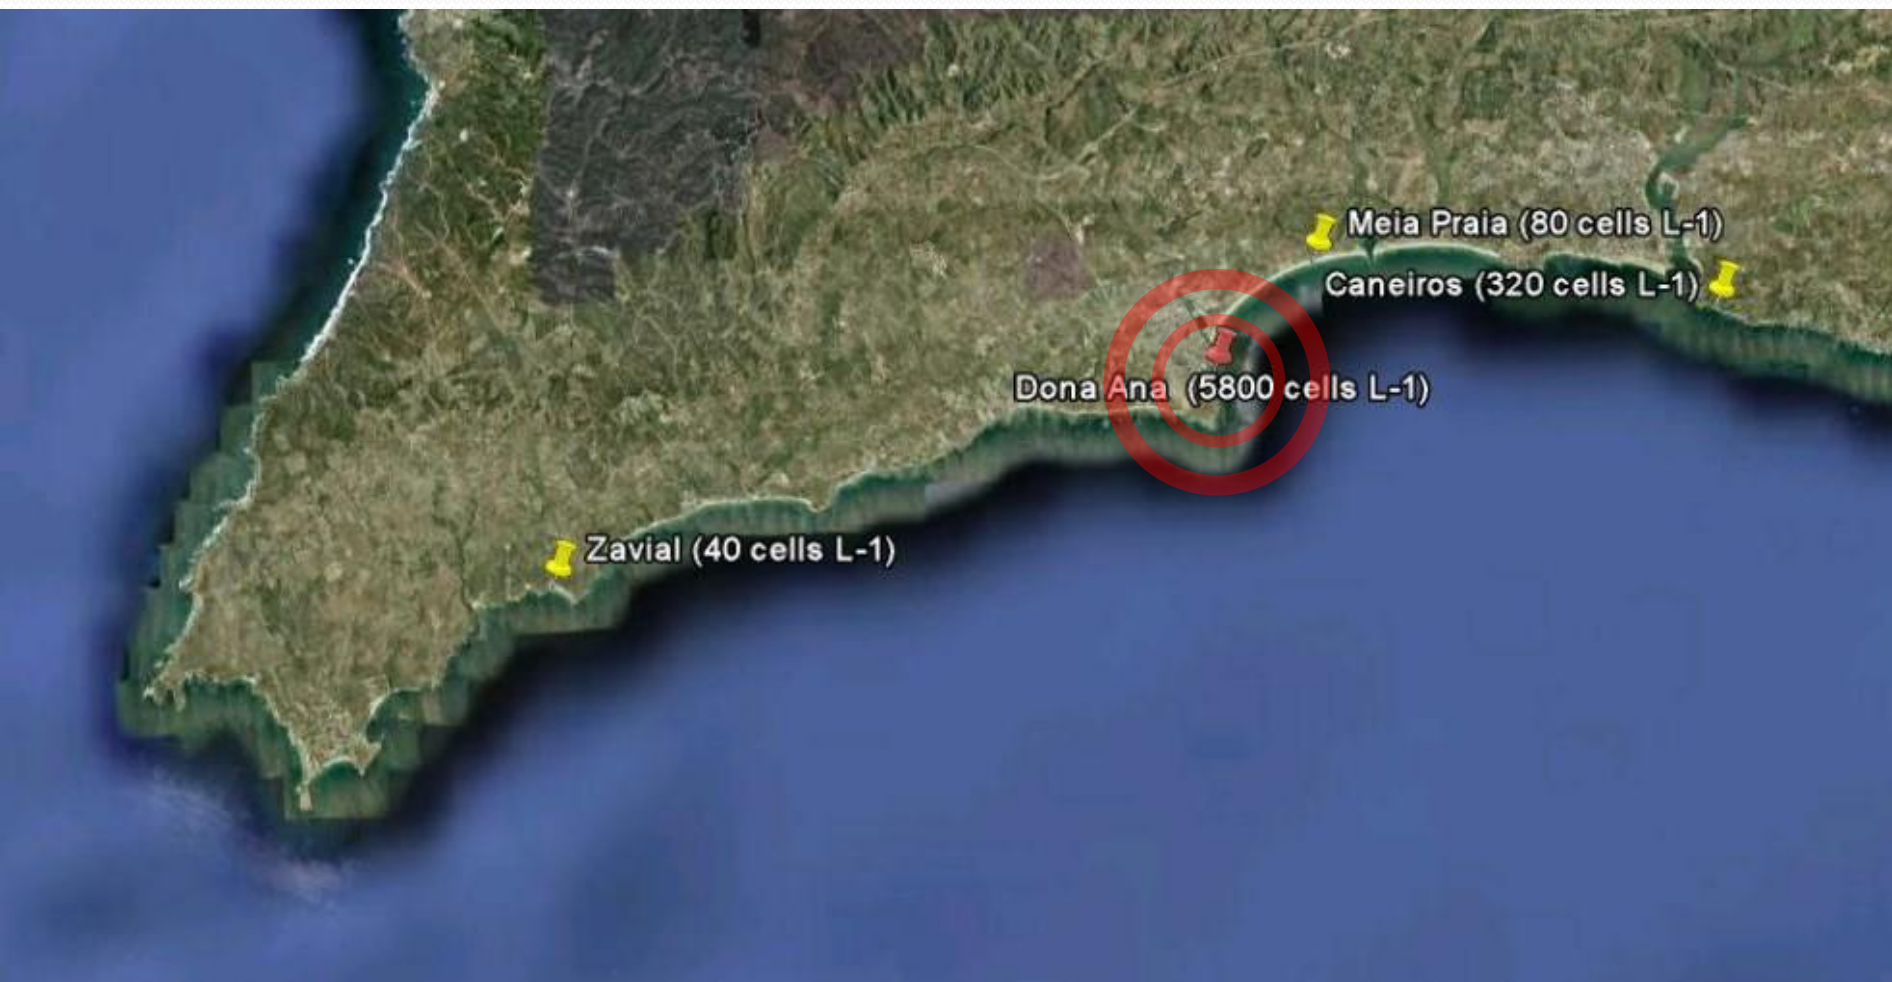 Meia Praia (80 cells L-1)
Caneiros (320 cells L-1)
Dona Ana (5800 cells L-1)
Zavial (40 cells L-1)